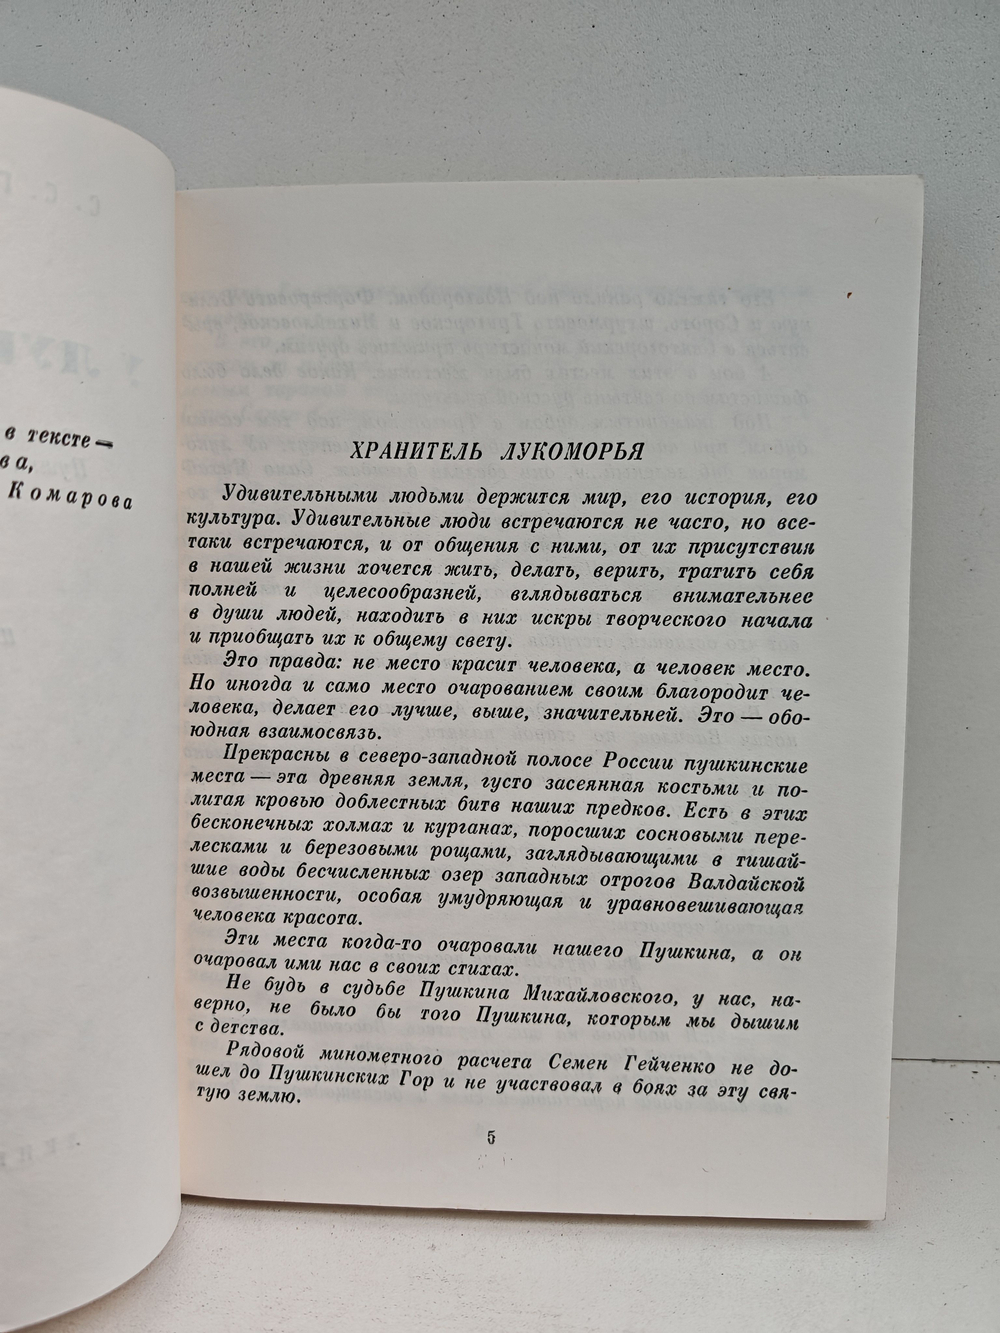 в тексте —
ва,
Комарова
ХРАНИТЕЛЬ ЛУКОМОРЬЯ
Удивительными людьми держится мир, его история, его
культура. Удивительные люди встречаются не часто, но все-
таки встречаются, и от общения с ними, от их присутствия
в нашей жизни хочется жить, делать, верить, тратить себя
полней и целесообразней, вглядываться внимательнее
в души людей, находить в них искры творческого начала
и приобщать их к общему свету.
Это правда: не место красит человека, а человек место.
Но иногда и само место очарованием своим благородит че-
ловека, делает его лучше, выше, значительней. Это — обо-
юдная взаимосвязь.
Прекрасны в северо-западной полосе России пушкинские
места — эта древняя земля, густо засеянная костьми и по-
литая кровью доблестных битв наших предков. Есть в этих
бесконечных холмах и курганах, поросших сосновыми пере-
лесками и березовыми рощами, заглядывающими в тишай-
шие воды бесчисленных озер западных отрогов Валдайской
возвышенности, особая умудряющая и уравновешивающая
человека красота.
Эти места когда-то очаровали нашего Пушкина, а он
очаровал ими нас в своих стихах.
Не будь в судьбе Пушкина Михайловского, у нас, на-
верно, не было бы того Пушкина, которым мы дышим
с детства.
Рядовой минометного расчета Семен Гейченко не до-
шел до Пушкинских Гор и не участвовал в боях за эту свя-
тую землю.
5